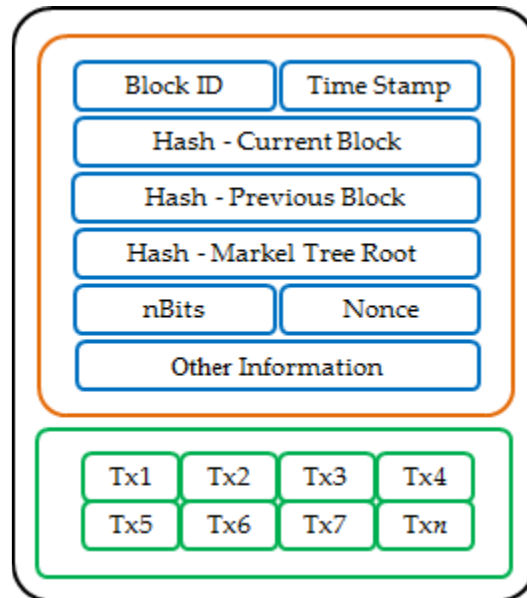 Block ID Time Stamp
Hash - Current Block
Hash - Previous Block
Hash - Markel Tree Root
nBits Nonce
Other Information
Tx1 Tx2 Tx3 Tx4
Tx5 Tx6 Tx7 Txn